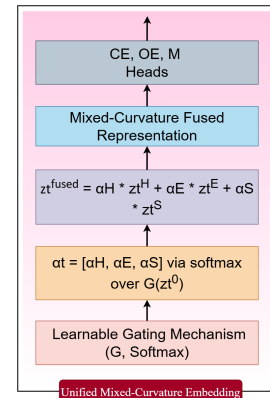 CE, OE, M
Heads
Mixed-Curvature Fused
Representation
zt^fused = αH * zt^H + αE * zt^E + αS
* zt^S
αt = [αH, αE, αS] via softmax
over G(zt^0)
Learnable Gating Mechanism
(G, Softmax)
Unified Mixed-Curvature Embedding